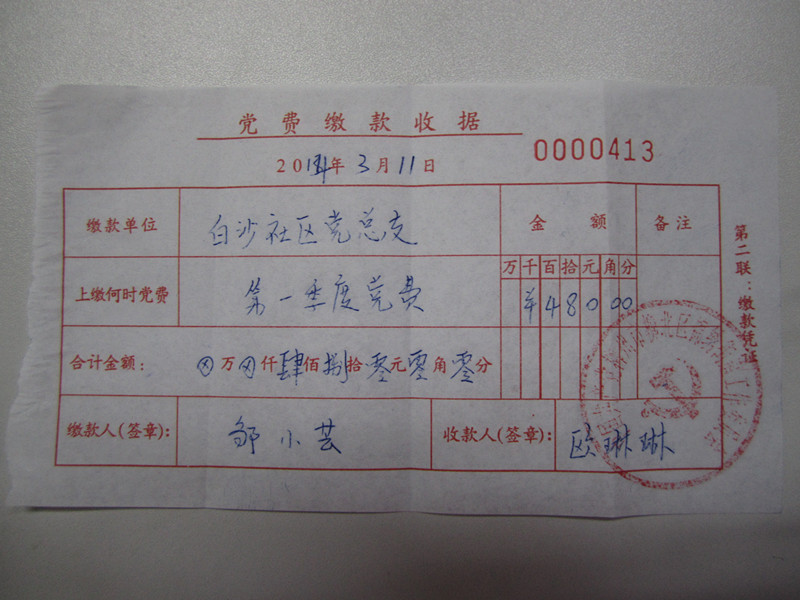 党费缴款收据
2014年3月11日
0000413
缴款单位 白沙社区党总支 金额 备注
万千百拾元角分
上缴何时党费 第一季度党费 ¥48000
合计金额: ⊗万⊗仟肆佰捌拾零元零角零分
缴款人(签章): 邹小芸 收款人(签章): 欧琳琳
第二联:缴款凭证